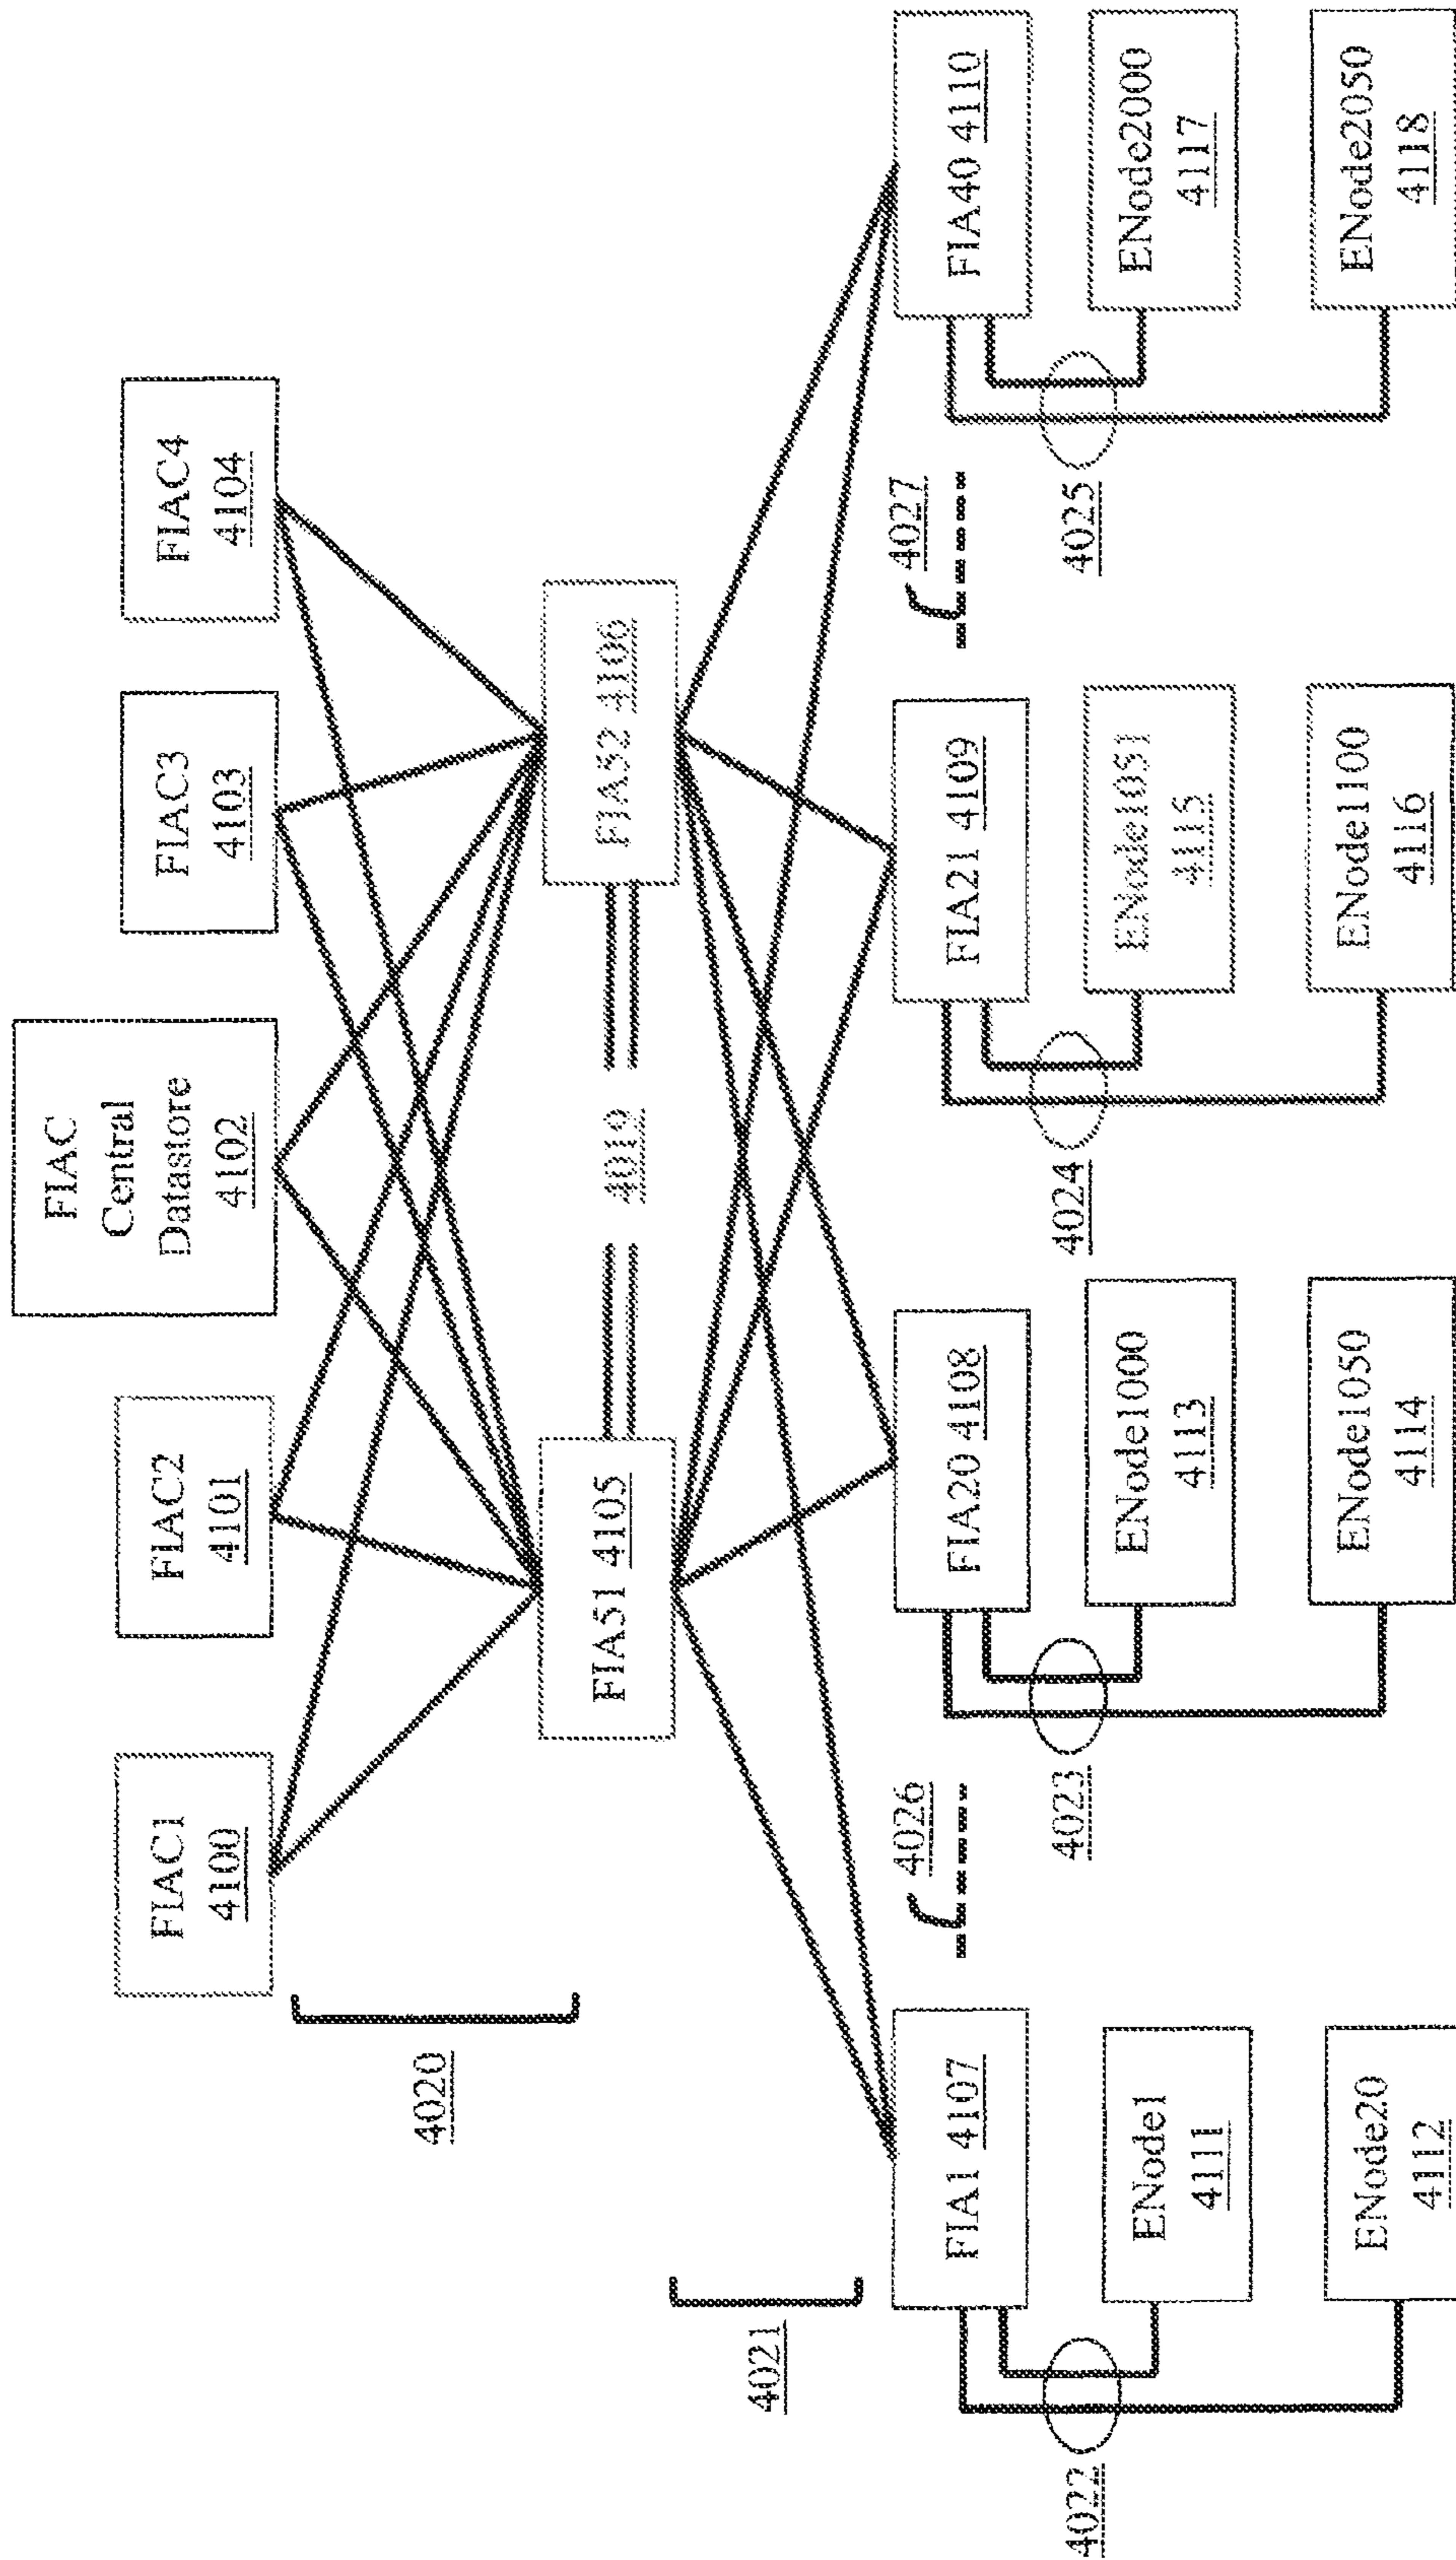 FIAC1
4100
FIAC2
4101
FIAC
Central
Datastore
4102
FIAC3
4103
FIAC4
4104
4020
FIA51 4105
4019
FIA52 4106
4021
FIA1 4107
4026
FIA20 4108
FIA21 4109
4027
FIA40 4110
4022
ENode1
4111
4023
ENode1000
4113
4024
ENode1051
4115
4025
ENode2000
4117
ENode20
4112
ENode1050
4114
ENode1100
4116
ENode2050
4118